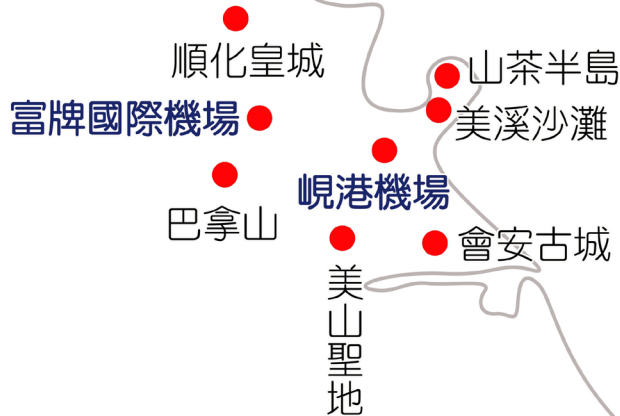 順化皇城
山茶半島
富牌國際機場
美溪沙灘
峴港機場
巴拿山
會安古城
美山聖地